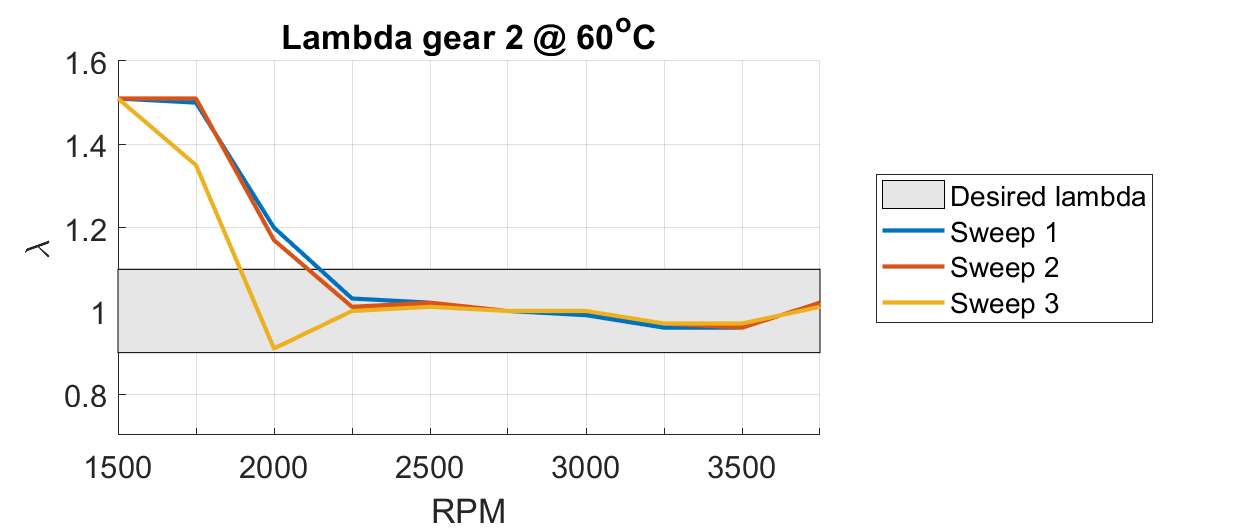 Lambda gear 2 @ 60°C
1.6
1.4
1.2
1
0.8
λ
1500 2000 2500 3000 3500
RPM
Desired lambda
Sweep 1
Sweep 2
Sweep 3